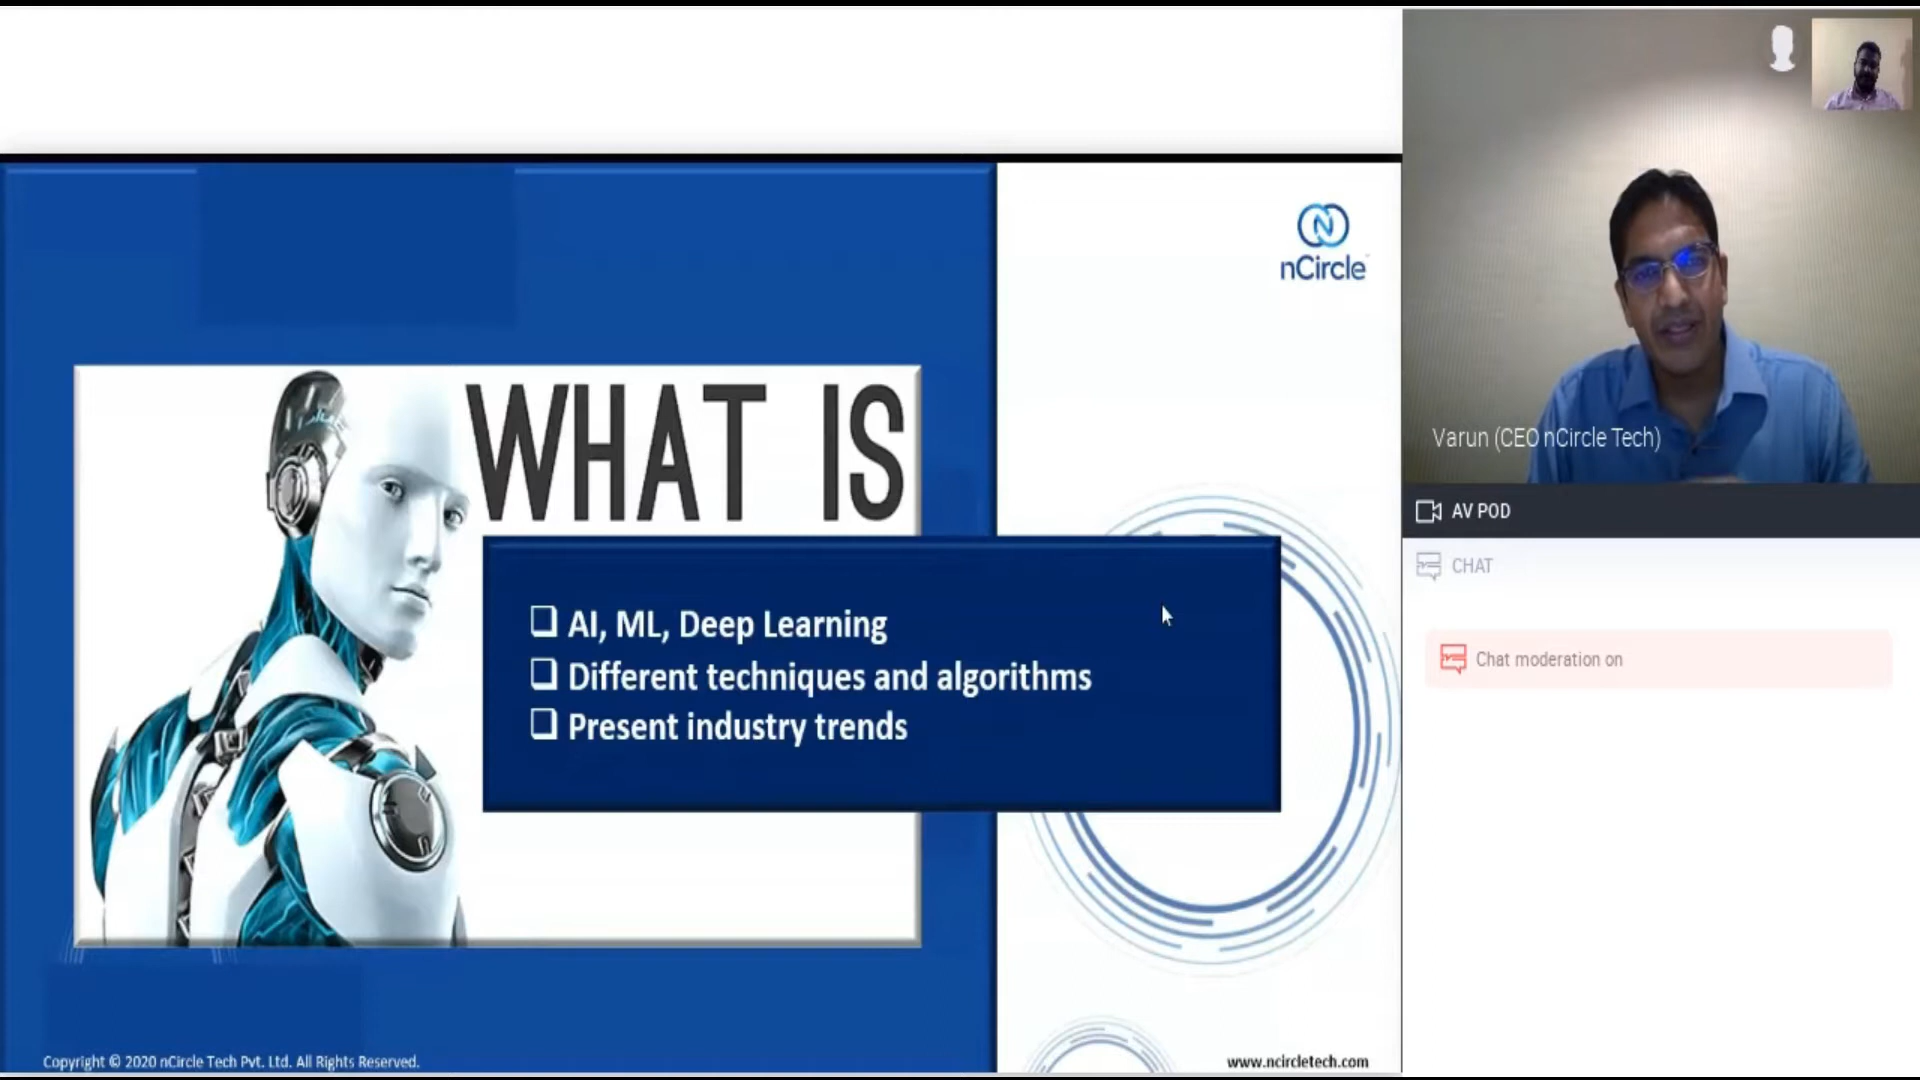 nCircle
WHAT IS
AI, ML, Deep Learning
Different techniques and algorithms
Present industry trends
Copyright © 2020 nCircle Tech Pvt. Ltd. All Rights Reserved.
www.ncircletech.com
Varun (CEO nCircle Tech)
AV POD
CHAT
Chat moderation on